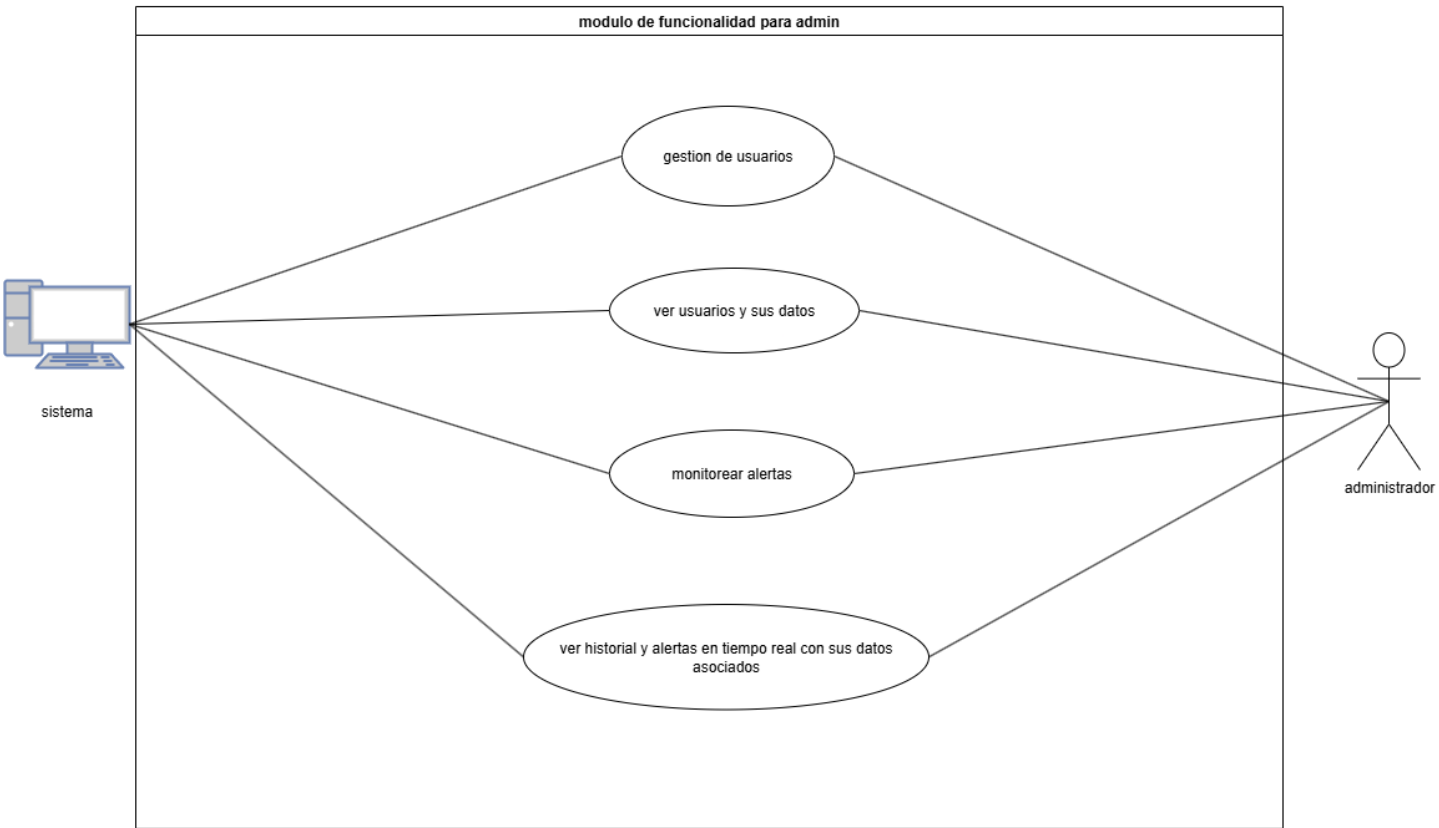 modulo de funcionalidad para admin
gestion de usuarios
ver usuarios y sus datos
sistema
monitorear alertas
administrador
ver historial y alertas en tiempo real con sus datos
asociados